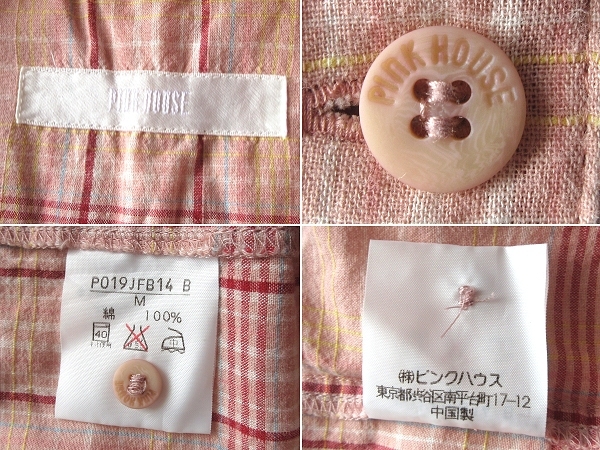 PINK HOUSE
PINK HOUSE
P019JFB14 B
M
綿 100%
40
中
㈱ピンクハウス
東京都渋谷区南平台町17-12
中国製